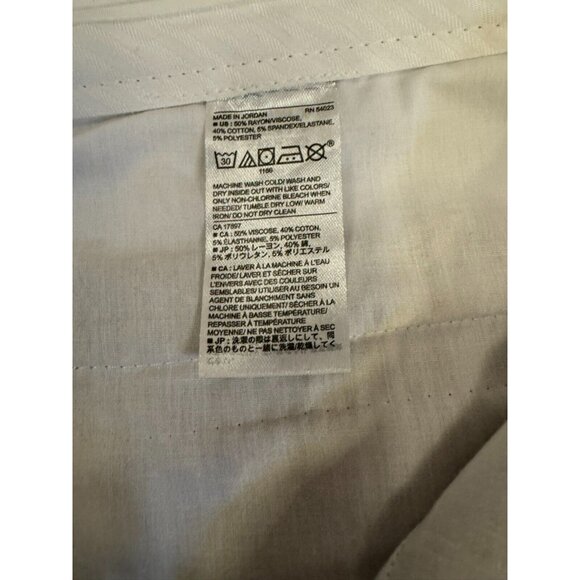 MADE IN JORDAN RN 54023
■ US: 50% RAYON/VISCOSE,
40% COTTON, 5% SPANDEX/ELASTANE,
5% POLYESTER
30
1166
MACHINE WASH COLD/ WASH AND
DRY INSIDE OUT WITH LIKE COLORS/
ONLY NON-CHLORINE BLEACH WHEN
NEEDED/ TUMBLE DRY LOW/ WARM
IRON/ DO NOT DRY CLEAN
CA 17897
■ CA: 50% VISCOSE, 40% COTON,
5% ÉLASTHANNE, 5% POLYESTER
■ JP: 50% レーヨン, 40% 綿,
5% ポリウレタン, 5% ポリエステル
■ CA: LAVER À LA MACHINE À L'EAU
FROIDE/ LAVER ET SÉCHER SUR
L'ENVERS AVEC DES COULEURS
SEMBLABLES/ UTILISER AU BESOIN UN
AGENT DE BLANCHIMENT SANS
CHLORE UNIQUEMENT/ SÉCHER À LA
MACHINE À BASSE TEMPÉRATURE/
REPASSER À TEMPÉRATURE
MOYENNE/ NE PAS NETTOYER À SEC
■ JP: 洗濯の際は裏返しにして、同
系色のものと一緒に洗濯/乾燥して